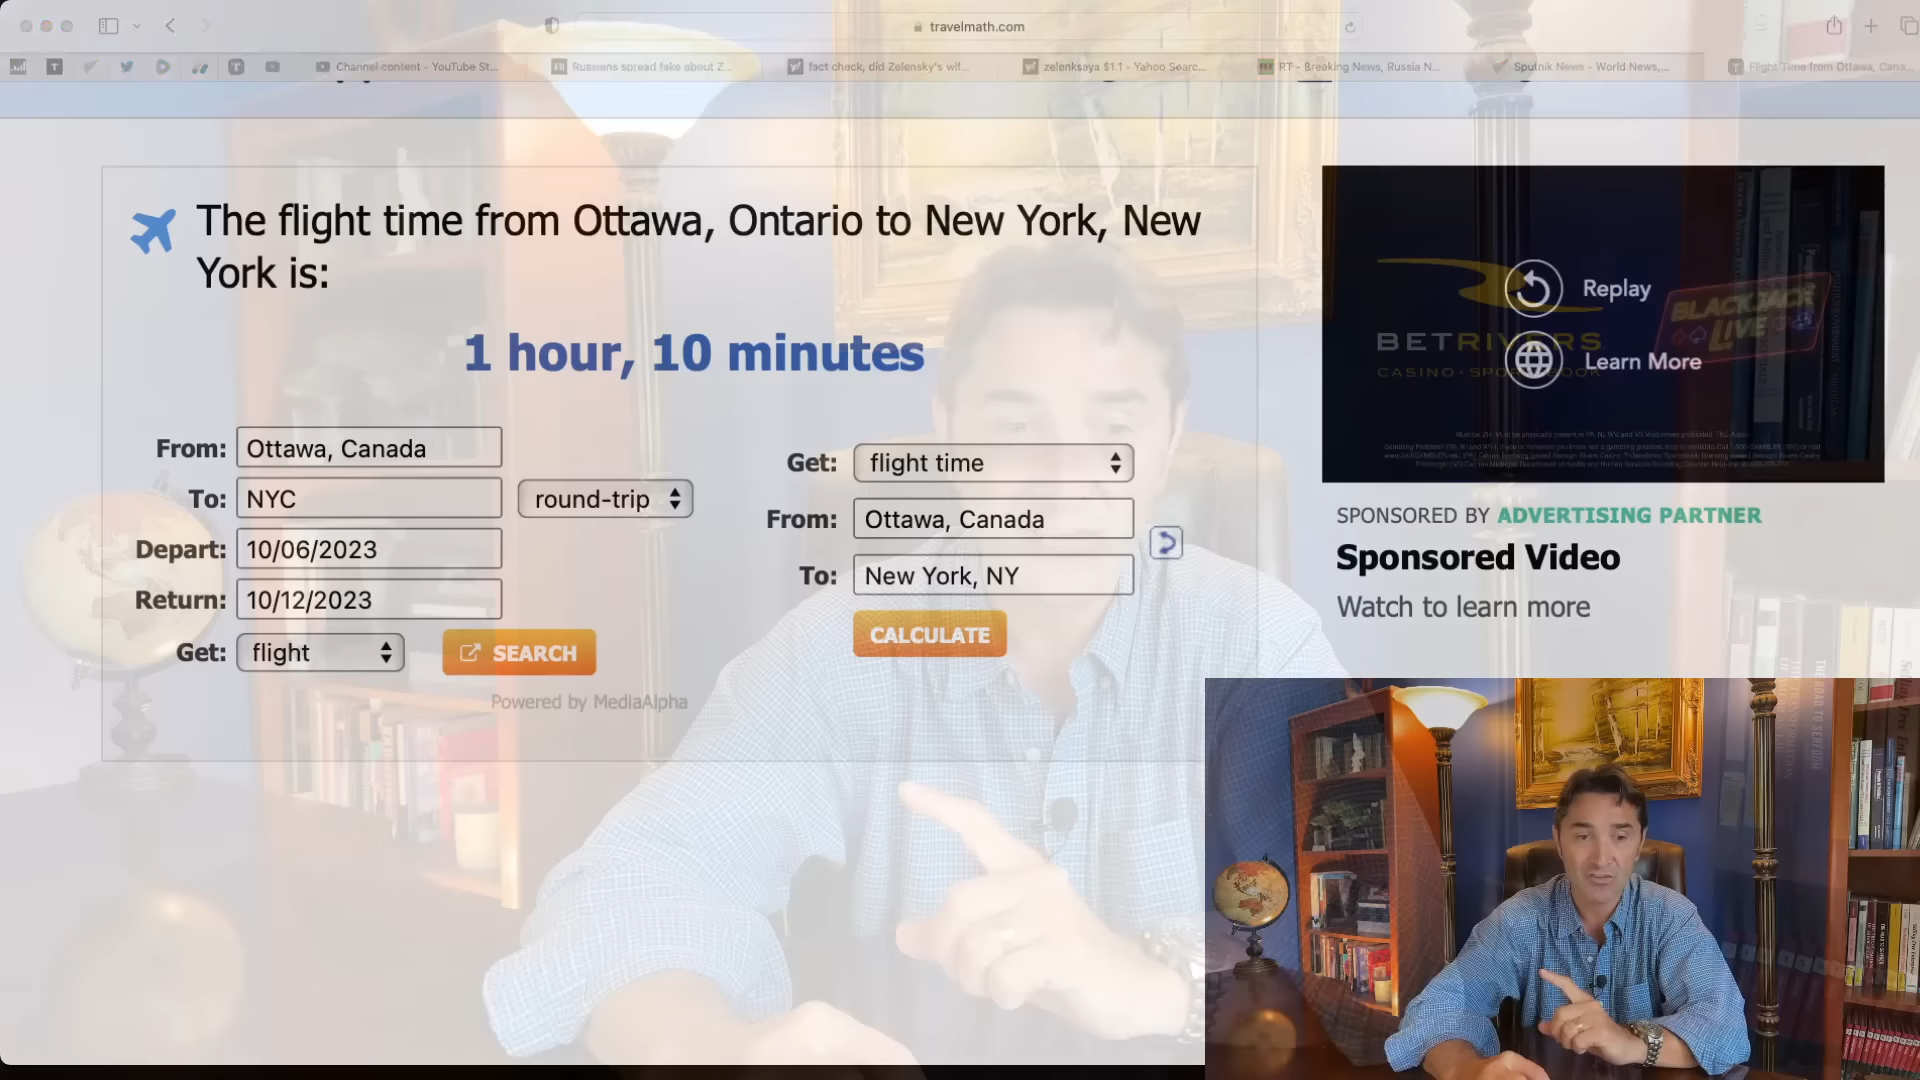 travelmath.com
Channel content - YouTube St...
Russians spread fake about Z...
fact check, did Zelensky's wif...
zelenksaya $1.1 - Yahoo Searc...
RT - Breaking News, Russia N...
Sputnik News - World News,...
Flight Time from Ottawa, Cana...
The flight time from Ottawa, Ontario to New York, New
York is:
1 hour, 10 minutes
From: Ottawa, Canada
To: NYC
round-trip
Depart: 10/06/2023
Return: 10/12/2023
Get: flight
SEARCH
Powered by MediaAlpha
Get: flight time
From: Ottawa, Canada
To: New York, NY
CALCULATE
Replay
Learn More
BETRIVERS
BLACKJACK
LIVE
SPONSORED BY ADVERTISING PARTNER
Sponsored Video
Watch to learn more
THE ROAD TO SERFDOM